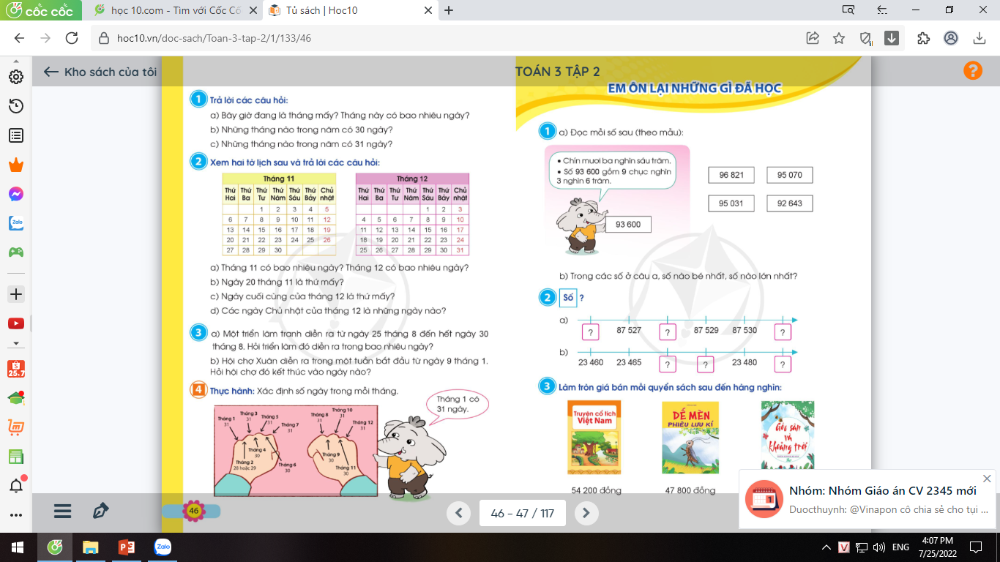 cốc cốc
học 10.com - Tìm với Cốc Cố
Tủ sách | Hoc10
hoc10.vn/doc-sach/Toan-3-tap-2/1/133/46
Kho sách của tôi
TOÁN 3 TẬP 2
1 Trả lời các câu hỏi:
a) Bây giờ đang là tháng mấy? Tháng này có bao nhiêu ngày?
b) Những tháng nào trong năm có 30 ngày?
c) Những tháng nào trong năm có 31 ngày?
2 Xem hai tờ lịch sau và trả lời các câu hỏi:
Tháng 11
Thứ Hai Thứ Ba Thứ Tư Thứ Năm Thứ Sáu Thứ Bảy Chủ nhật
1 2 3 4 5
6 7 8 9 10 11 12
13 14 15 16 17 18 19
20 21 22 23 24 25 26
27 28 29 30
Tháng 12
Thứ Hai Thứ Ba Thứ Tư Thứ Năm Thứ Sáu Thứ Bảy Chủ nhật
1 2 3
4 5 6 7 8 9 10
11 12 13 14 15 16 17
18 19 20 21 22 23 24
25 26 27 28 29 30 31
a) Tháng 11 có bao nhiêu ngày? Tháng 12 có bao nhiêu ngày?
b) Ngày 20 tháng 11 là thứ mấy?
c) Ngày cuối cùng của tháng 12 là thứ mấy?
d) Các ngày Chủ nhật của tháng 12 là những ngày nào?
3 a) Một triển lãm tranh diễn ra từ ngày 25 tháng 8 đến hết ngày 30
tháng 8. Hỏi triển lãm đó diễn ra trong bao nhiêu ngày?
b) Hội chợ Xuân diễn ra trong một tuần bắt đầu từ ngày 9 tháng 1.
Hỏi hội chợ đó kết thúc vào ngày nào?
4 Thực hành: Xác định số ngày trong mỗi tháng.
Tháng 1 có
31 ngày.
Tháng 1
31
Tháng 3
31
Tháng 5
31
Tháng 7
31
Tháng 4
30
Tháng 2
28 hoặc 29
Tháng 6
30
Tháng 8
31
Tháng 10
31
Tháng 12
31
Tháng 9
30
Tháng 11
30
46
EM ÔN LẠI NHỮNG GÌ ĐÃ HỌC
1 a) Đọc mỗi số sau (theo mẫu):
• Chín mươi ba nghìn sáu trăm.
• Số 93 600 gồm 9 chục nghìn
3 nghìn 6 trăm.
93 600
96 821 95 070
95 031 92 643
b) Trong các số ở câu a, số nào bé nhất, số nào lớn nhất?
2 Số ?
a)
? 87 527 ? 87 529 87 530 ?
b)
23 460 23 465 ? ? 23 480 ?
3 Làm tròn giá bán mỗi quyển sách sau đến hàng nghìn:
Truyện cổ tích
Việt Nam
DẾ MÈN
PHIÊU LƯU KÍ
Góc sân
và
khoảng trời
54 200 đồng
47 800 đồng
46 - 47 / 117
Nhóm: Nhóm Giáo án CV 2345 mới
Duocthuynh: @Vinapon cô chia sẻ cho tụi ...
Zalo
25.7
Zalo
ENG
4:07 PM
7/25/2022